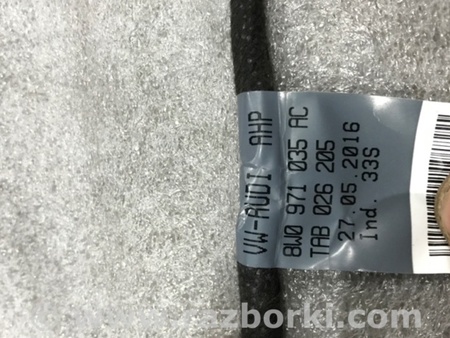 VW-AUDI AHP
8W0 971 035 AC
TAB 026 205
27.05.2016
Ind. 33S